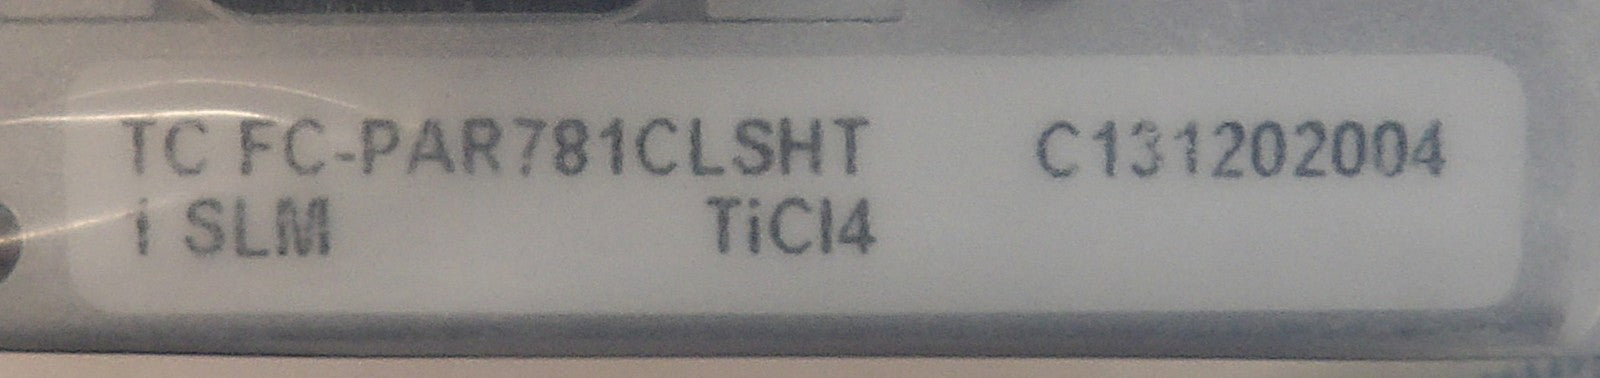 TC FC-PAR781CLSHT C131202004
i SLM TiCl4